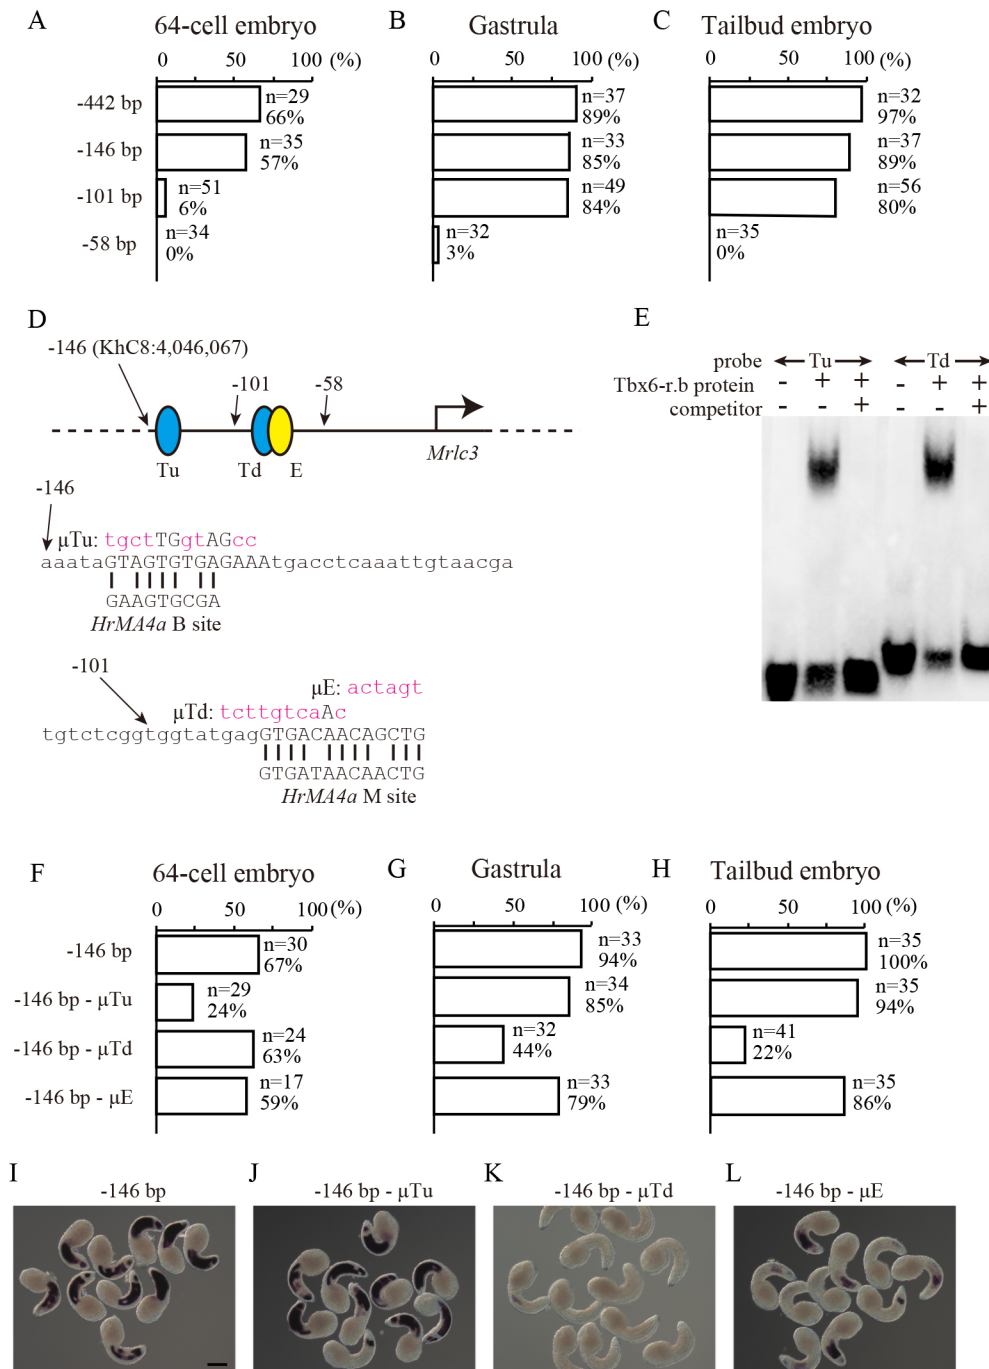 A 64-cell embryo
0 50 100 (%)
-442 bp n=29 66%
-146 bp n=35 57%
-101 bp n=51 6%
-58 bp n=34 0%
B Gastrula
0 50 100 (%)
n=37 89%
n=33 85%
n=49 84%
n=32 3%
C Tailbud embryo
0 50 100 (%)
n=32 97%
n=37 89%
n=56 80%
n=35 0%
D
-146 (KhC8:4,046,067)
-101 -58
Tu Td E Mrlc3
-146
μTu: tgctTGgtAGcc
aaataGTAGTGTGAGAAAtgacctcaaattgtaacga
GAAGTGCGA
HrMA4a B site
-101
μE: actagt
μTd: tcttgtcaAc
tgtctcggtggtatgagGTGACAACAGCTG
GTGATAACAACTG
HrMA4a M site
E
probe Tu Td
Tbx6-r.b protein - + + - + +
competitor - - + - - +
F 64-cell embryo
0 50 100 (%)
-146 bp n=30 67%
-146 bp - μTu n=29 24%
-146 bp - μTd n=24 63%
-146 bp - μE n=17 59%
G Gastrula
0 50 100 (%)
n=33 94%
n=34 85%
n=32 44%
n=33 79%
H Tailbud embryo
0 50 100 (%)
n=35 100%
n=35 94%
n=41 22%
n=35 86%
I -146 bp
J -146 bp - μTu
K -146 bp - μTd
L -146 bp - μE